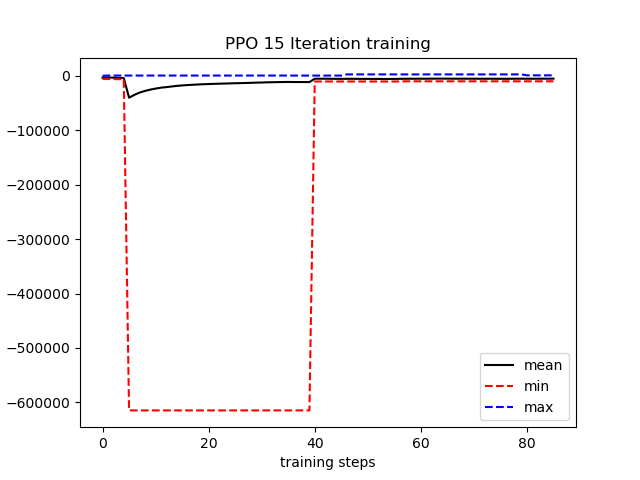 PPO 15 Iteration training
0
−100000
−200000
−300000
−400000
−500000
−600000
mean
min
max
0 20 40 60 80
training steps